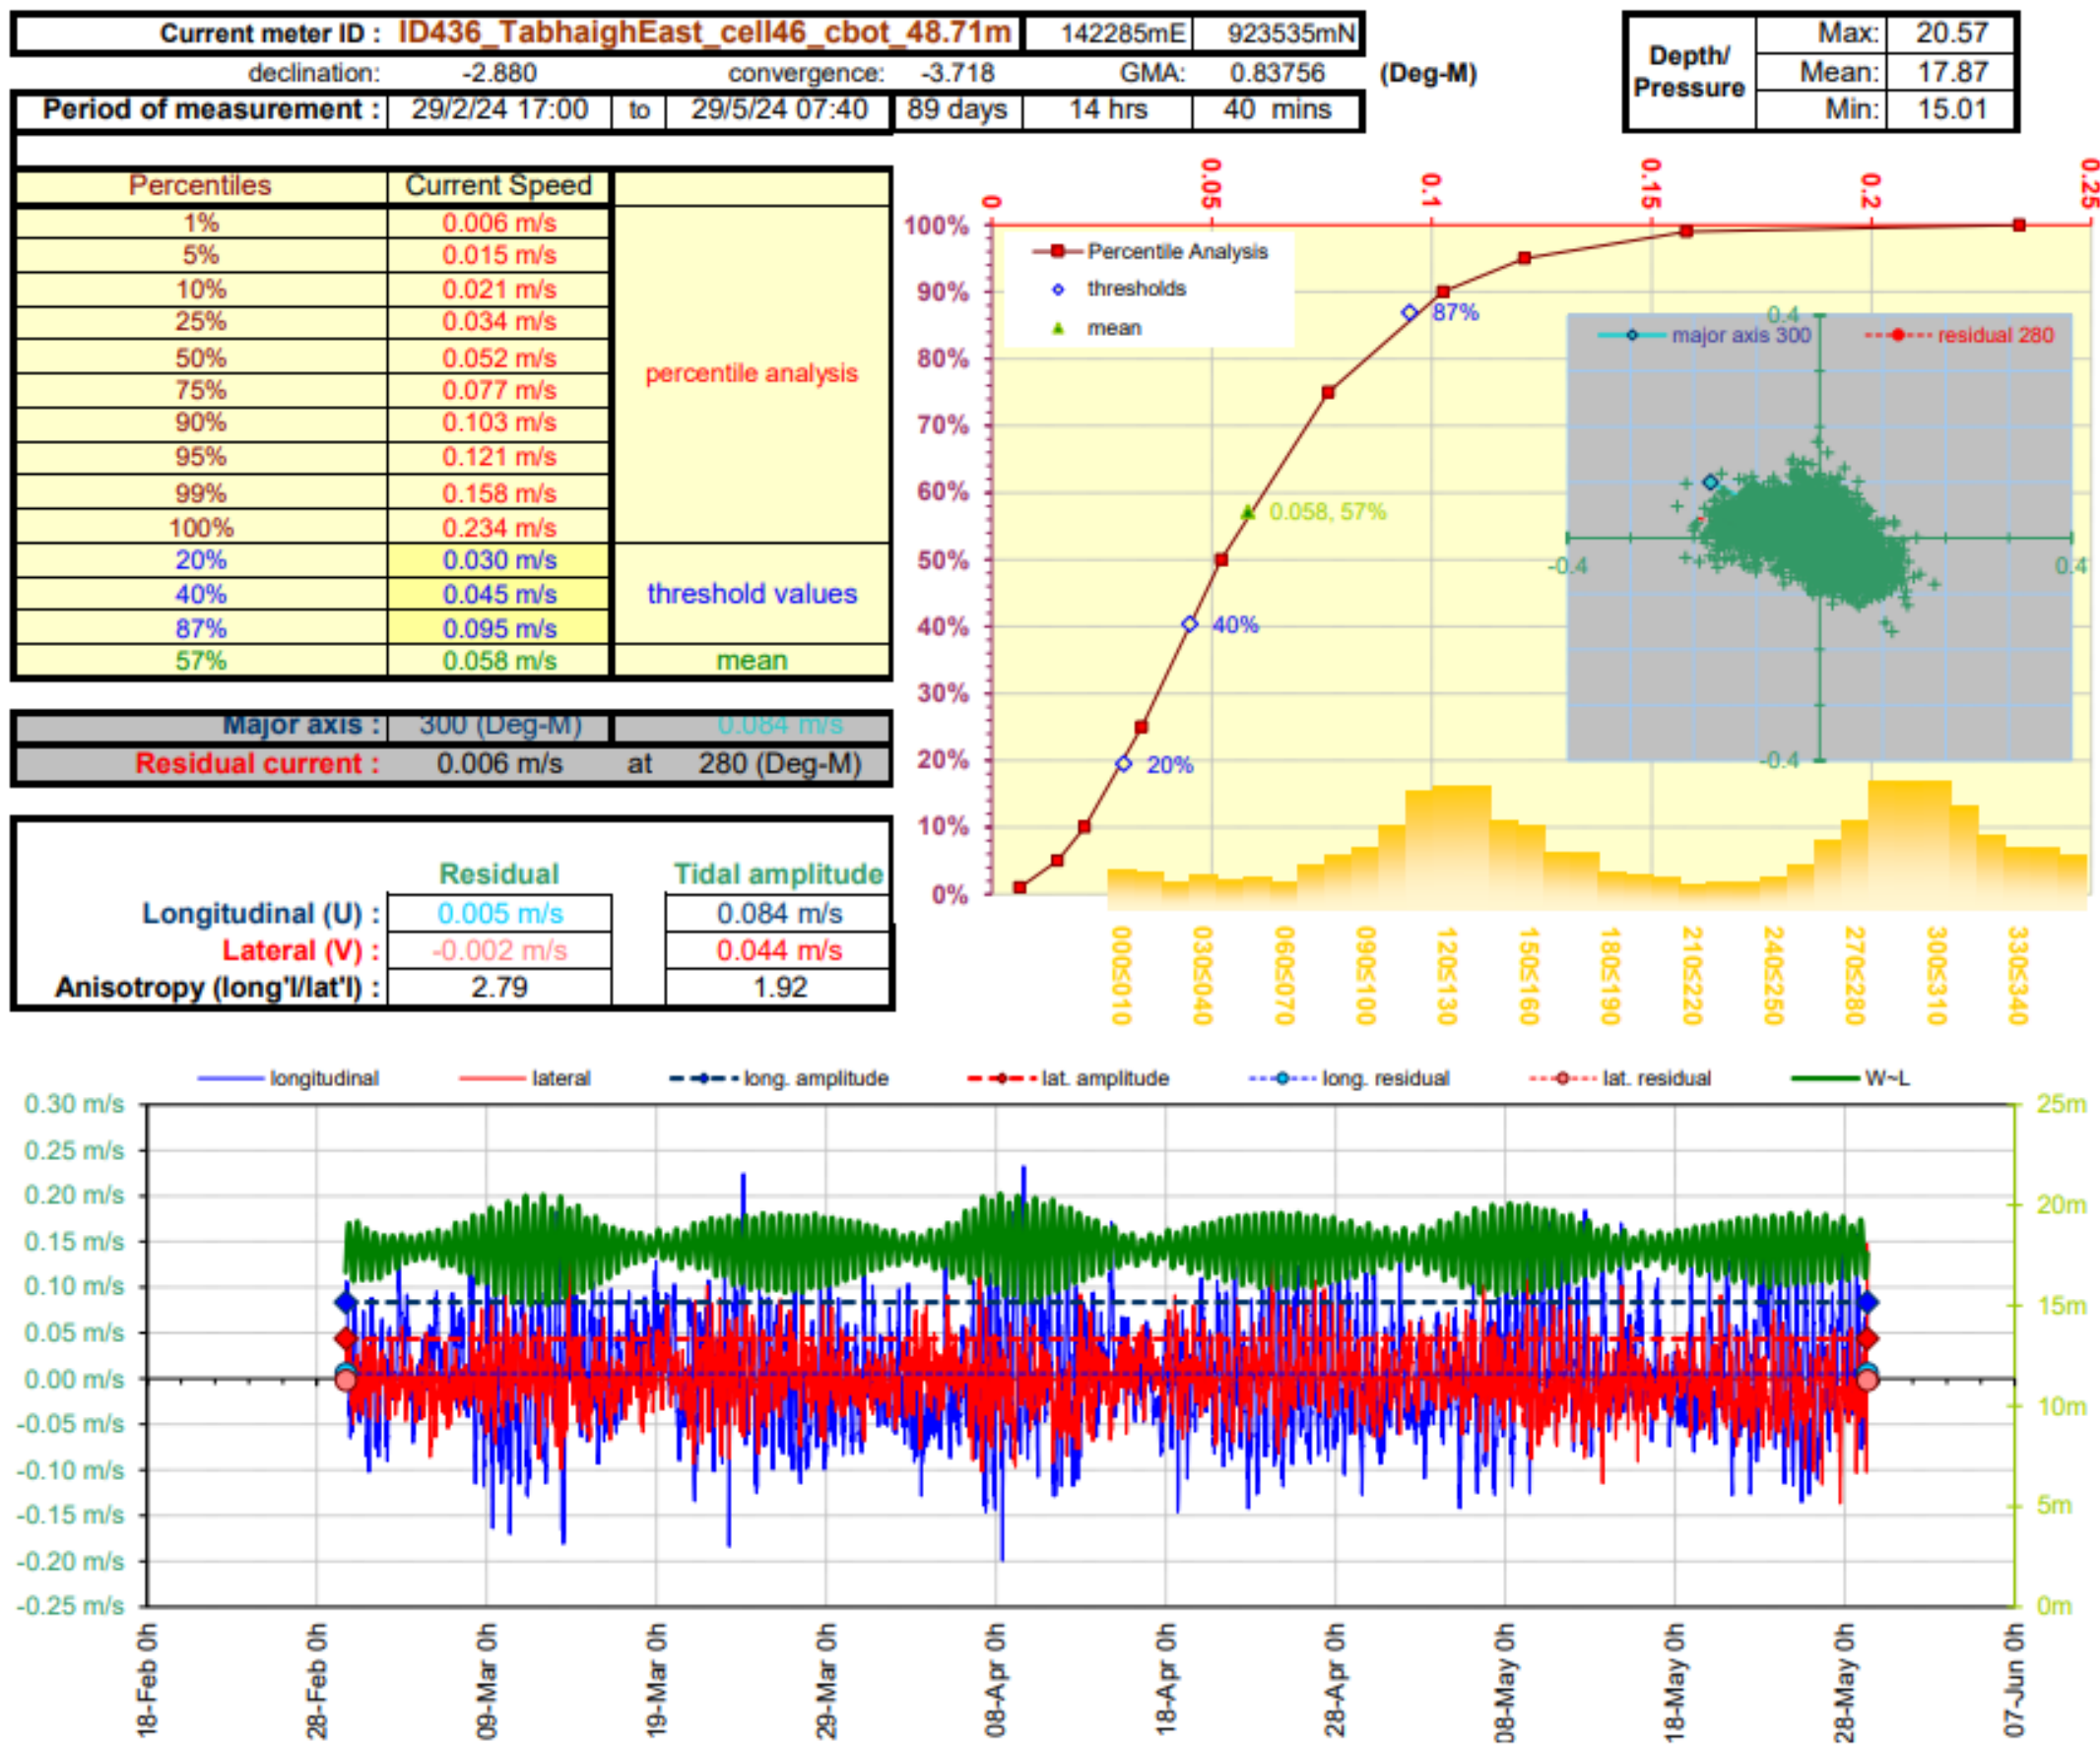 Current meter ID : ID436_TabhaighEast_cell46_cbot_48.71m 142285mE 923535mN
declination: -2.880 convergence: -3.718 GMA: 0.83756 (Deg-M)
Period of measurement : 29/2/24 17:00 to 29/5/24 07:40 89 days 14 hrs 40 mins
Depth/ Pressure
Max: 20.57
Mean: 17.87
Min: 15.01
Percentiles Current Speed
1% 0.006 m/s
5% 0.015 m/s
10% 0.021 m/s
25% 0.034 m/s
50% 0.052 m/s
75% 0.077 m/s
90% 0.103 m/s
95% 0.121 m/s
99% 0.158 m/s
100% 0.234 m/s
percentile analysis
20% 0.030 m/s
40% 0.045 m/s
87% 0.095 m/s
threshold values
57% 0.058 m/s mean
Major axis : 300 (Deg-M) 0.084 m/s
Residual current : 0.006 m/s at 280 (Deg-M)
Residual Tidal amplitude
Longitudinal (U) : 0.005 m/s 0.084 m/s
Lateral (V) : -0.002 m/s 0.044 m/s
Anisotropy (long'l/lat'l) : 2.79 1.92
0 0.05 0.1 0.15 0.2 0.25
100%
90%
80%
70%
60%
50%
40%
30%
20%
10%
0%
Percentile Analysis
thresholds
mean
87%
0.058, 57%
40%
20%
0.4
major axis 300 residual 280
-0.4 0.4
-0.4
000≤010 030≤040 060≤070 090≤100 120≤130 150≤160 180≤190 210≤220 240≤250 270≤280 300≤310 330≤340
longitudinal lateral long. amplitude lat. amplitude long. residual lat. residual W~L
0.30 m/s
0.25 m/s
0.20 m/s
0.15 m/s
0.10 m/s
0.05 m/s
0.00 m/s
-0.05 m/s
-0.10 m/s
-0.15 m/s
-0.20 m/s
-0.25 m/s
25m
20m
15m
10m
5m
0m
18-Feb 0h 28-Feb 0h 09-Mar 0h 19-Mar 0h 29-Mar 0h 08-Apr 0h 18-Apr 0h 28-Apr 0h 08-May 0h 18-May 0h 28-May 0h 07-Jun 0h